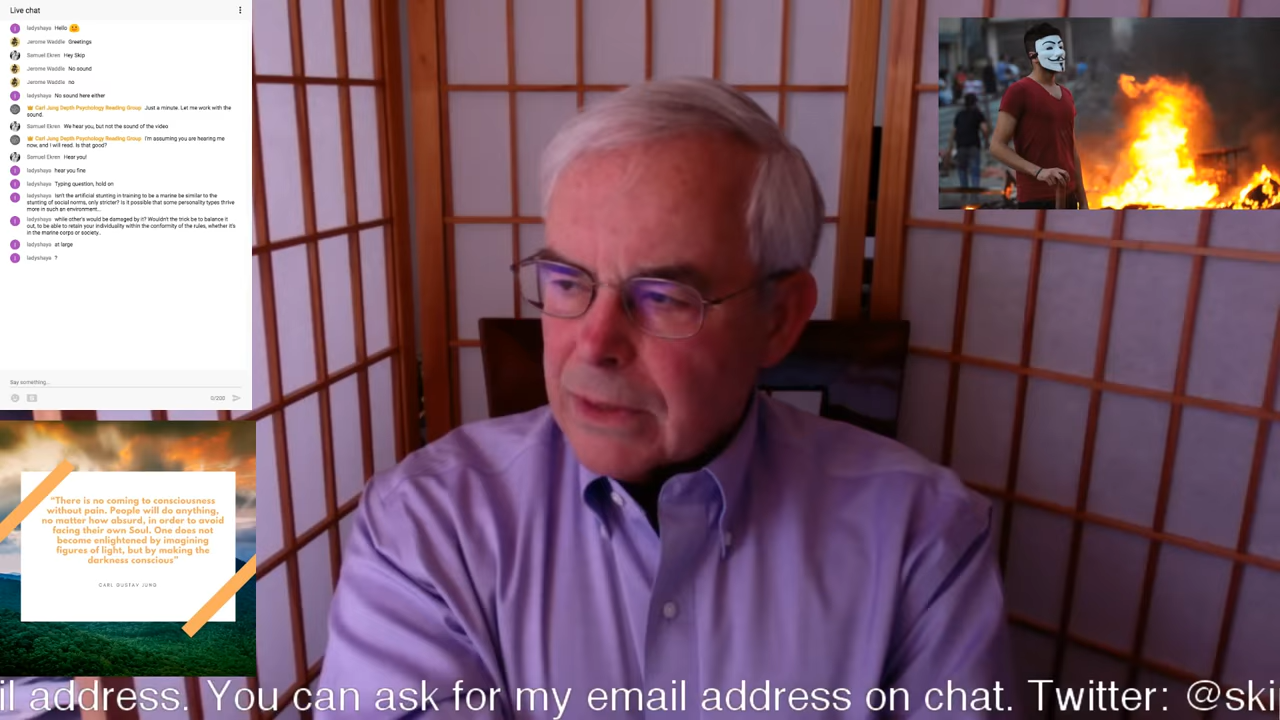 Live chat
ladyshaya Hello
Jerome Waddle Greetings
Samuel Ekren Hey Skip
Jerome Waddle No sound
Jerome Waddle no
ladyshaya No sound here either
Carl Jung Depth Psychology Reading Group Just a minute. Let me work with the
sound.
Samuel Ekren We hear you, but not the sound of the video
Carl Jung Depth Psychology Reading Group I'm assuming you are hearing me
now, and I will read. Is that good?
Samuel Ekren Hear you!
ladyshaya hear you fine
ladyshaya Typing question, hold on
ladyshaya Isn't the artificial stunting in training to be a marine be similar to the
stunting of social norms, only stricter? Is it possible that some personality types thrive
more in such an environment...
ladyshaya while other's would be damaged by it? Wouldn't the trick be to balance it
out, to be able to retain your individuality within the conformity of the rules, whether it's
in the marine corps or society..
ladyshaya at large
ladyshaya ?
Say something...
0/200
"There is no coming to consciousness
without pain. People will do anything,
no matter how absurd, in order to avoid
facing their own Soul. One does not
become enlightened by imagining
figures of light, but by making the
darkness conscious"
CARL GUSTAV JUNG
il address. You can ask for my email address on chat. Twitter: @ski